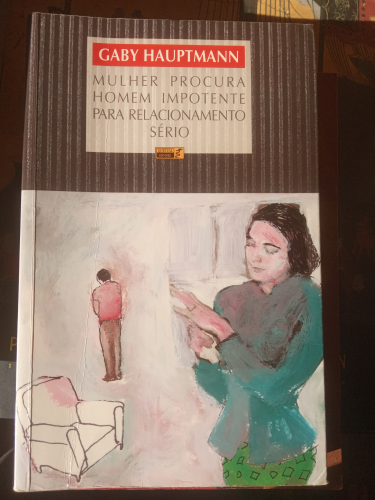 GABY HAUPTMANN
MULHER PROCURA
HOMEM IMPOTENTE
PARA RELACIONAMENTO
SÉRIO